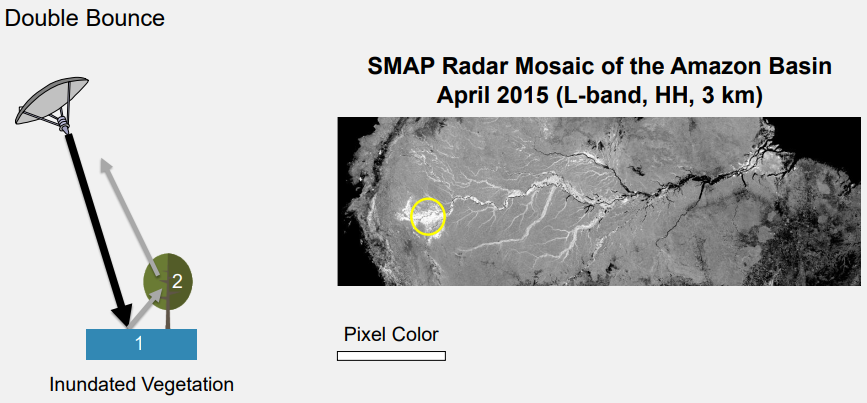 Double Bounce
SMAP Radar Mosaic of the Amazon Basin
April 2015 (L-band, HH, 3 km)
2
1
Pixel Color
Inundated Vegetation